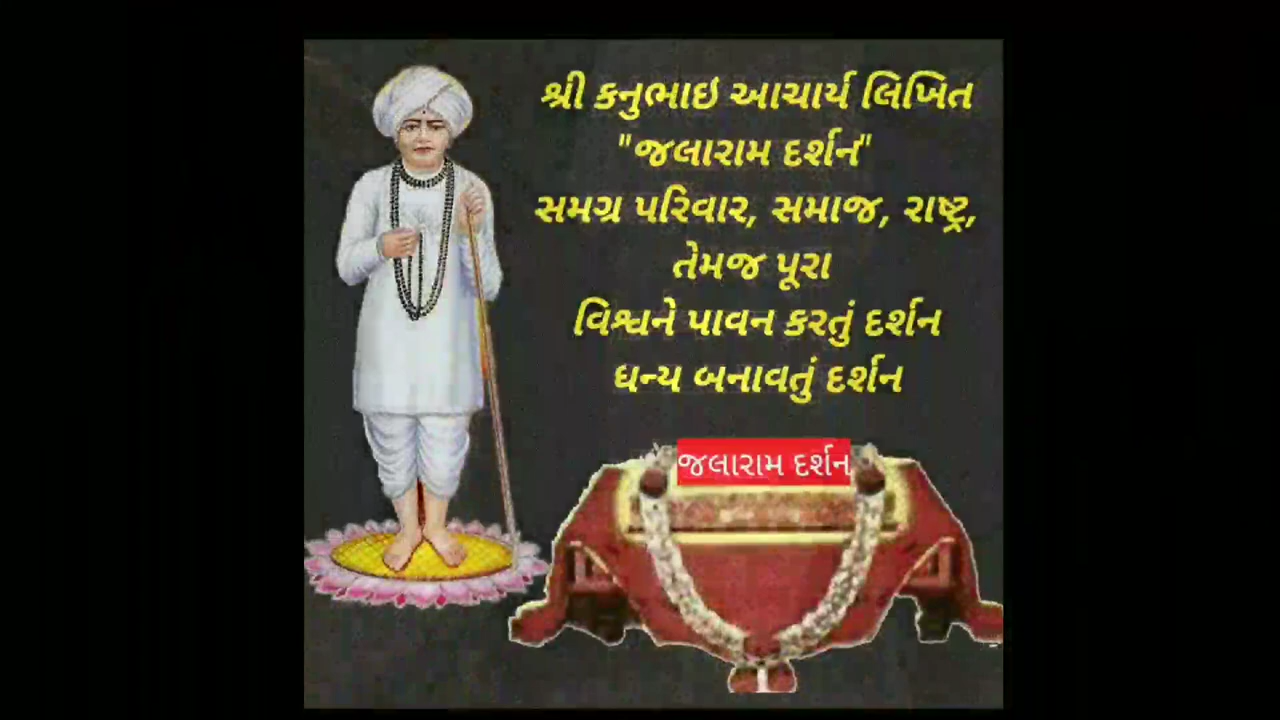 શ્રી કનુભાઇ આચાર્ય લિખિત
"જલારામ દર્શન"
સમગ્ર પરિવાર, સમાજ, રાષ્ટ્ર,
તેમજ પૂરા
વિશ્વને પાવન કરતું દર્શન
ધન્ય બનાવતું દર્શન
જલારામ દર્શન